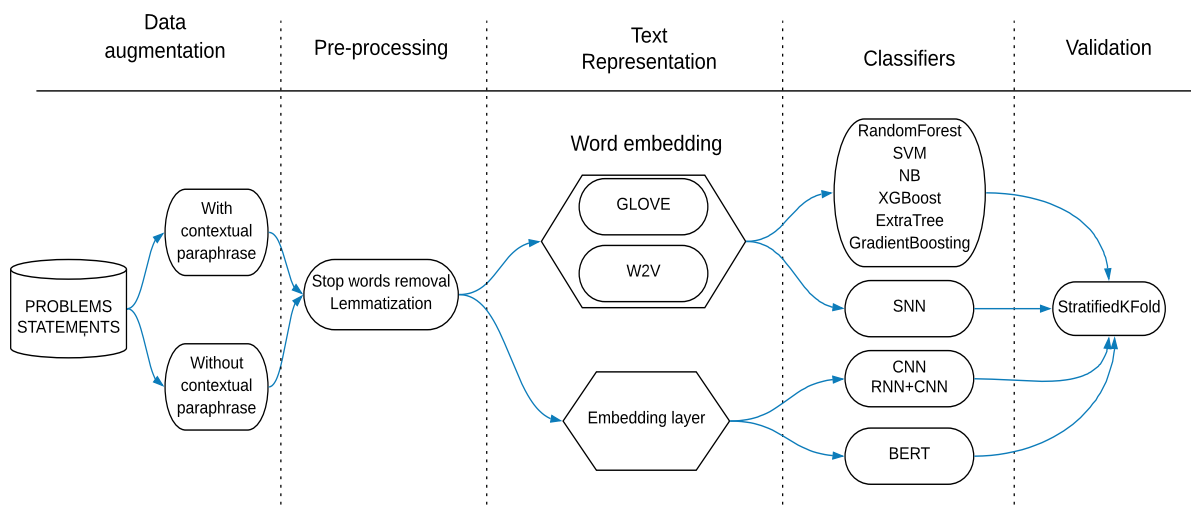 Data
augmentation
Pre-processing
Text
Representation
Classifiers
Validation
PROBLEMS
STATEMENTS
With
contextual
paraphrase
Without
contextual
paraphrase
Stop words removal
Lemmatization
Word embedding
GLOVE
W2V
Embedding layer
RandomForest
SVM
NB
XGBoost
ExtraTree
GradientBoosting
SNN
CNN
RNN+CNN
BERT
StratifiedKFold